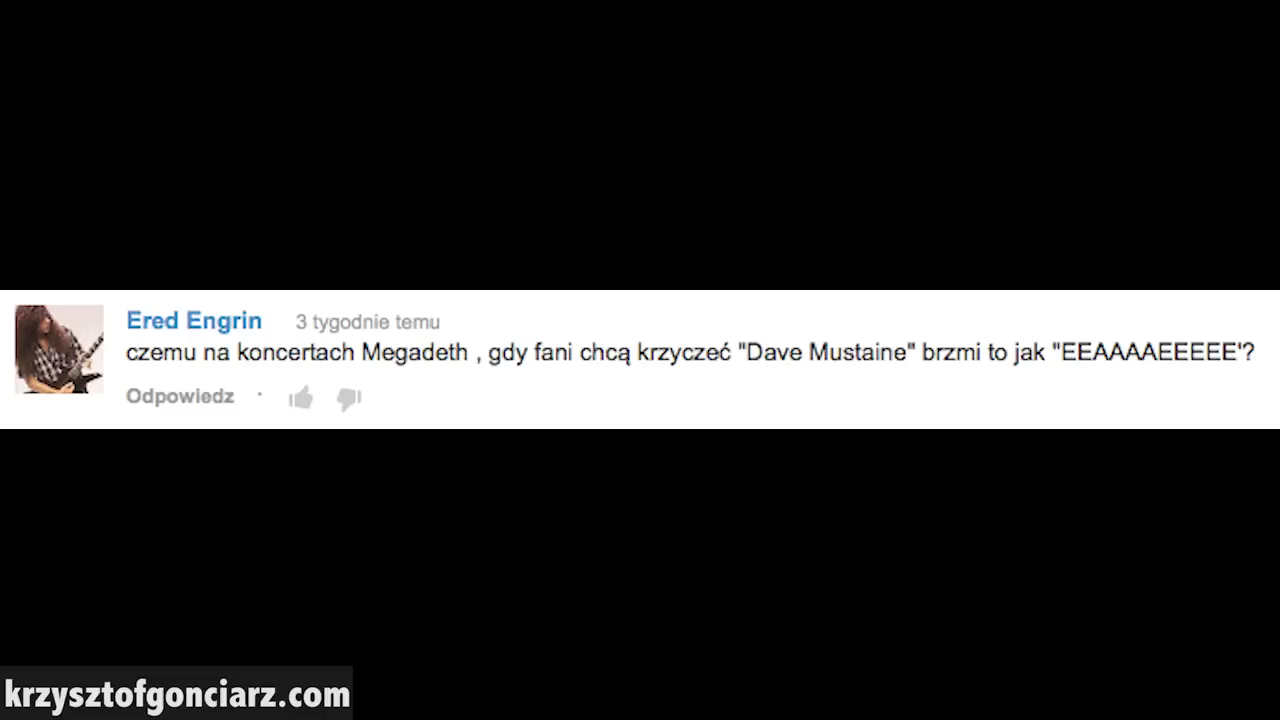 Ered Engrin 3 tygodnie temu
czemu na koncertach Megadeth , gdy fani chcą krzyczeć "Dave Mustaine" brzmi to jak "EEAAAAEEEEE'?
Odpowiedz ·
krzysztofgonciarz.com